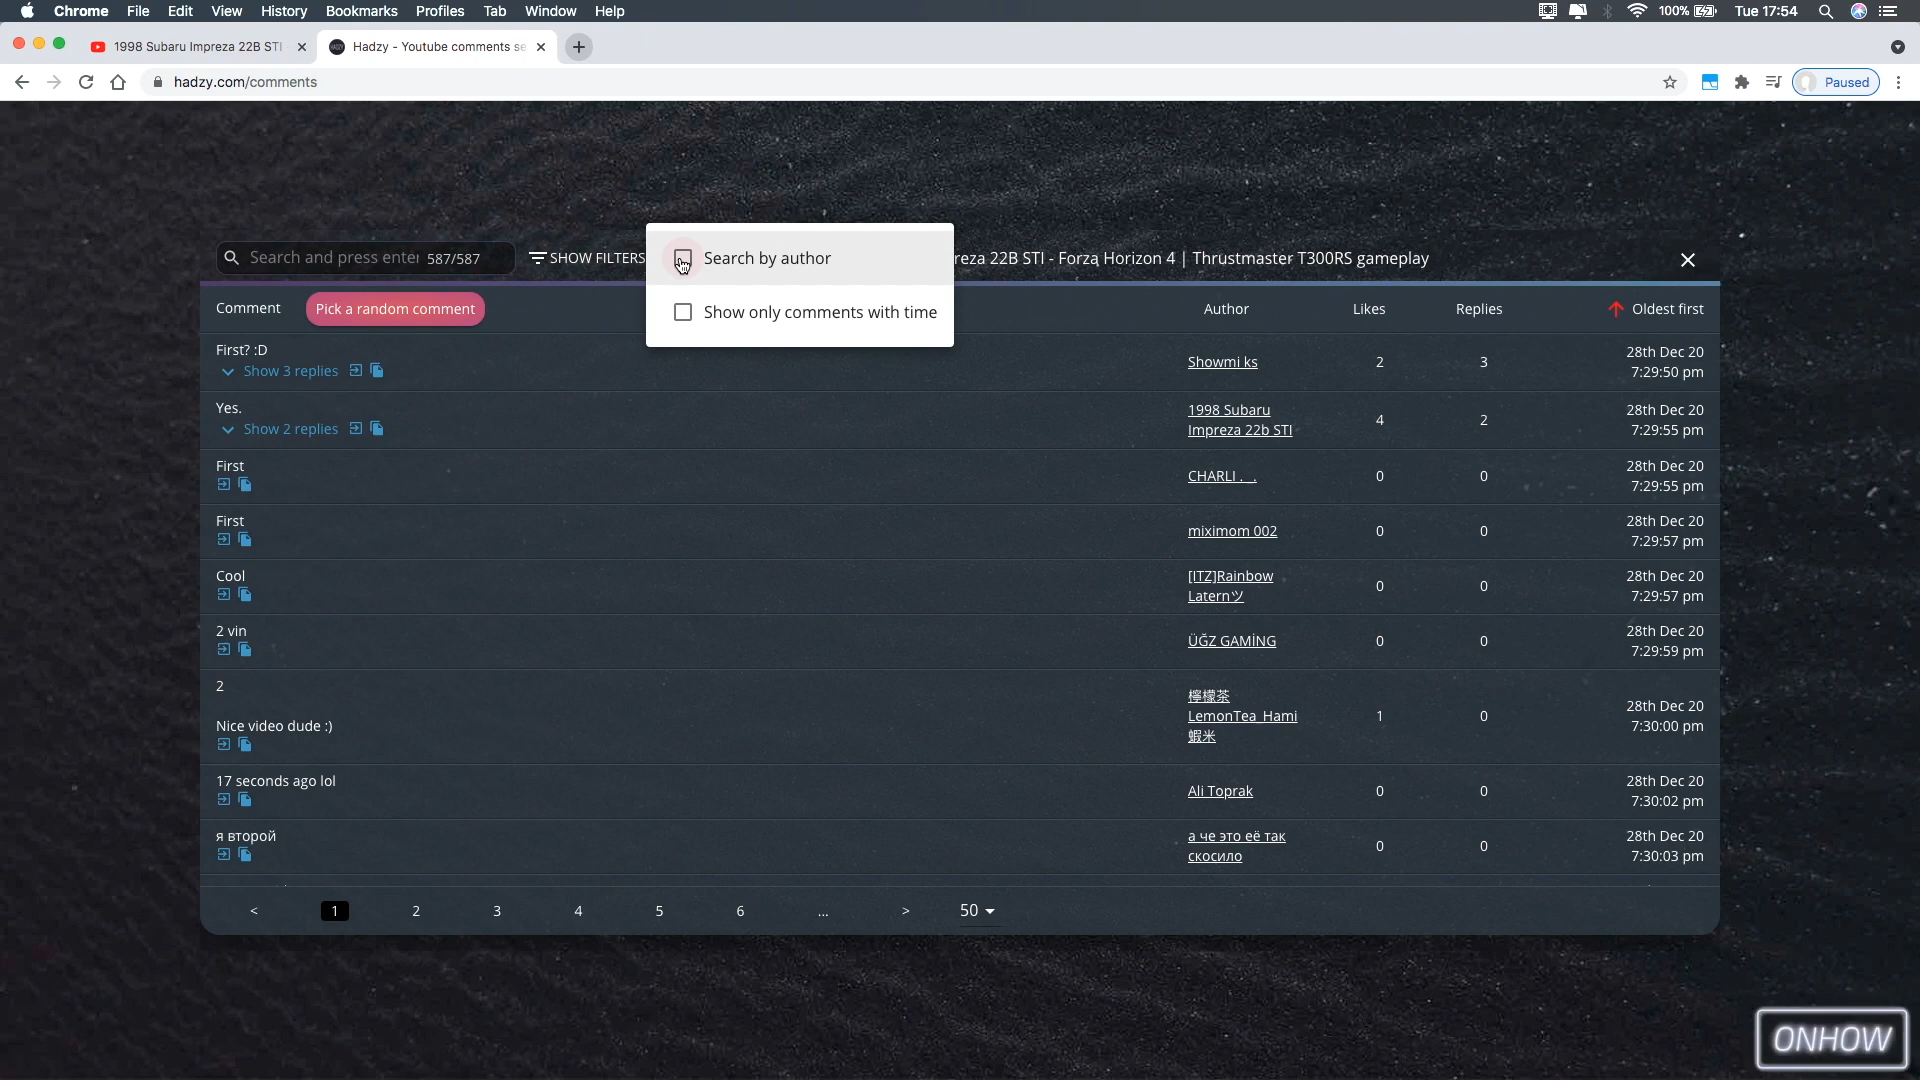 Chrome File Edit View History Bookmarks Profiles Tab Window Help 100% Tue 17:54
1998 Subaru Impreza 22B STI Hadzy - Youtube comments se
hadzy.com/comments Paused
Search and press enter 587/587 SHOW FILTERS Search by author reza 22B STI - Forza Horizon 4 | Thrustmaster T300RS gameplay
Show only comments with time
Comment Pick a random comment Author Likes Replies Oldest first
First? :D
Show 3 replies
Showmi ks 2 3 28th Dec 20
7:29:50 pm
Yes.
Show 2 replies
1998 Subaru
Impreza 22b STI 4 2 28th Dec 20
7:29:55 pm
First
CHARLI . _. 0 0 28th Dec 20
7:29:55 pm
First
miximom 002 0 0 28th Dec 20
7:29:57 pm
Cool
[ITZ]Rainbow
Laternツ 0 0 28th Dec 20
7:29:57 pm
2 vin
ÜĞZ GAMİNG 0 0 28th Dec 20
7:29:59 pm
2
Nice video dude :)
檸檬茶
LemonTea_Hami
蝦米 1 0 28th Dec 20
7:30:00 pm
17 seconds ago lol
Ali Toprak 0 0 28th Dec 20
7:30:02 pm
я второй
а че это её так
скосило 0 0 28th Dec 20
7:30:03 pm
< 1 2 3 4 5 6 ... > 50
ONHOW